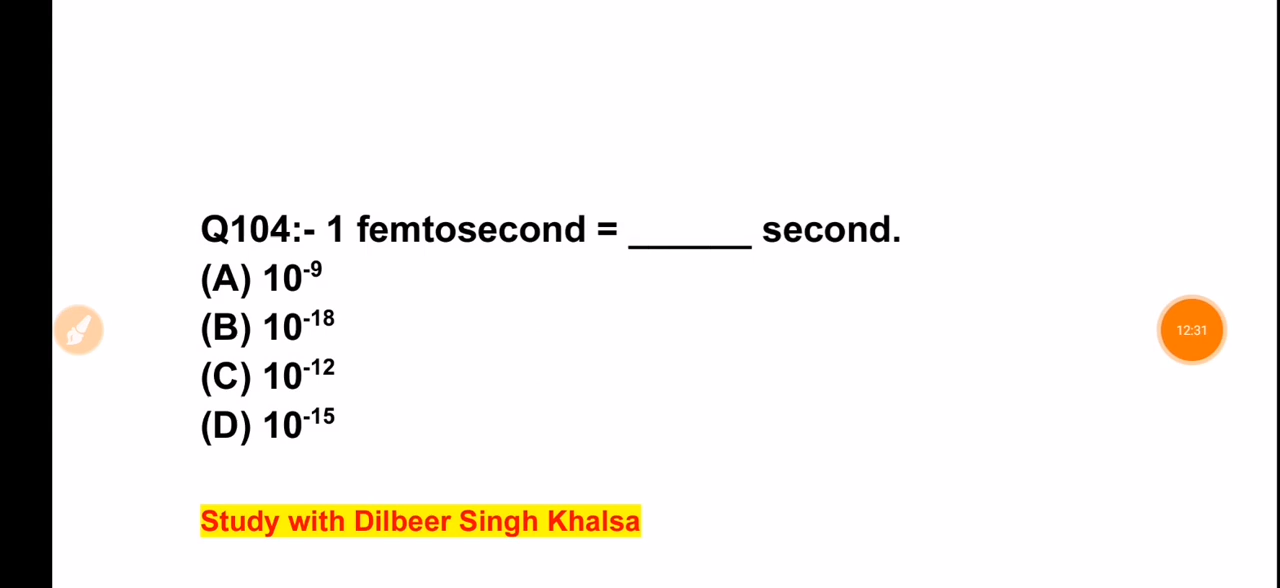 Q104:- 1 femtosecond = ______ second.
(A) 10⁻⁹
(B) 10⁻¹⁸
(C) 10⁻¹²
(D) 10⁻¹⁵
12:31
Study with Dilbeer Singh Khalsa